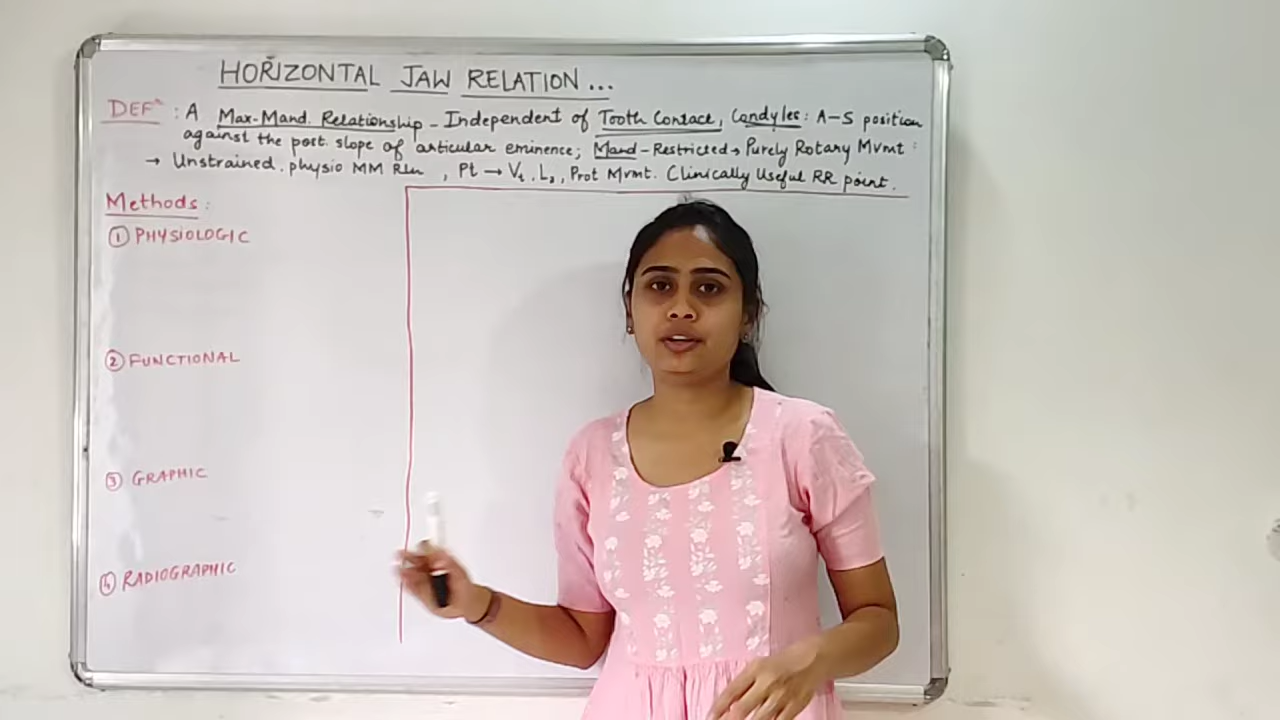 HORIZONTAL JAW RELATION...
DEFⁿ : A Max-Mand. Relationship - Independent of Tooth Contact, Condyles: A-S position
against the post. slope of articular eminence; Mand-Restricted → Purely Rotary Mvmt:
→ Unstrained. physio MM Rln , Pt → Vt. L2, Prot Mvmt. Clinically Useful RR point.
Methods:
① PHYSIOLOGIC
② FUNCTIONAL
③ GRAPHIC
④ RADIOGRAPHIC